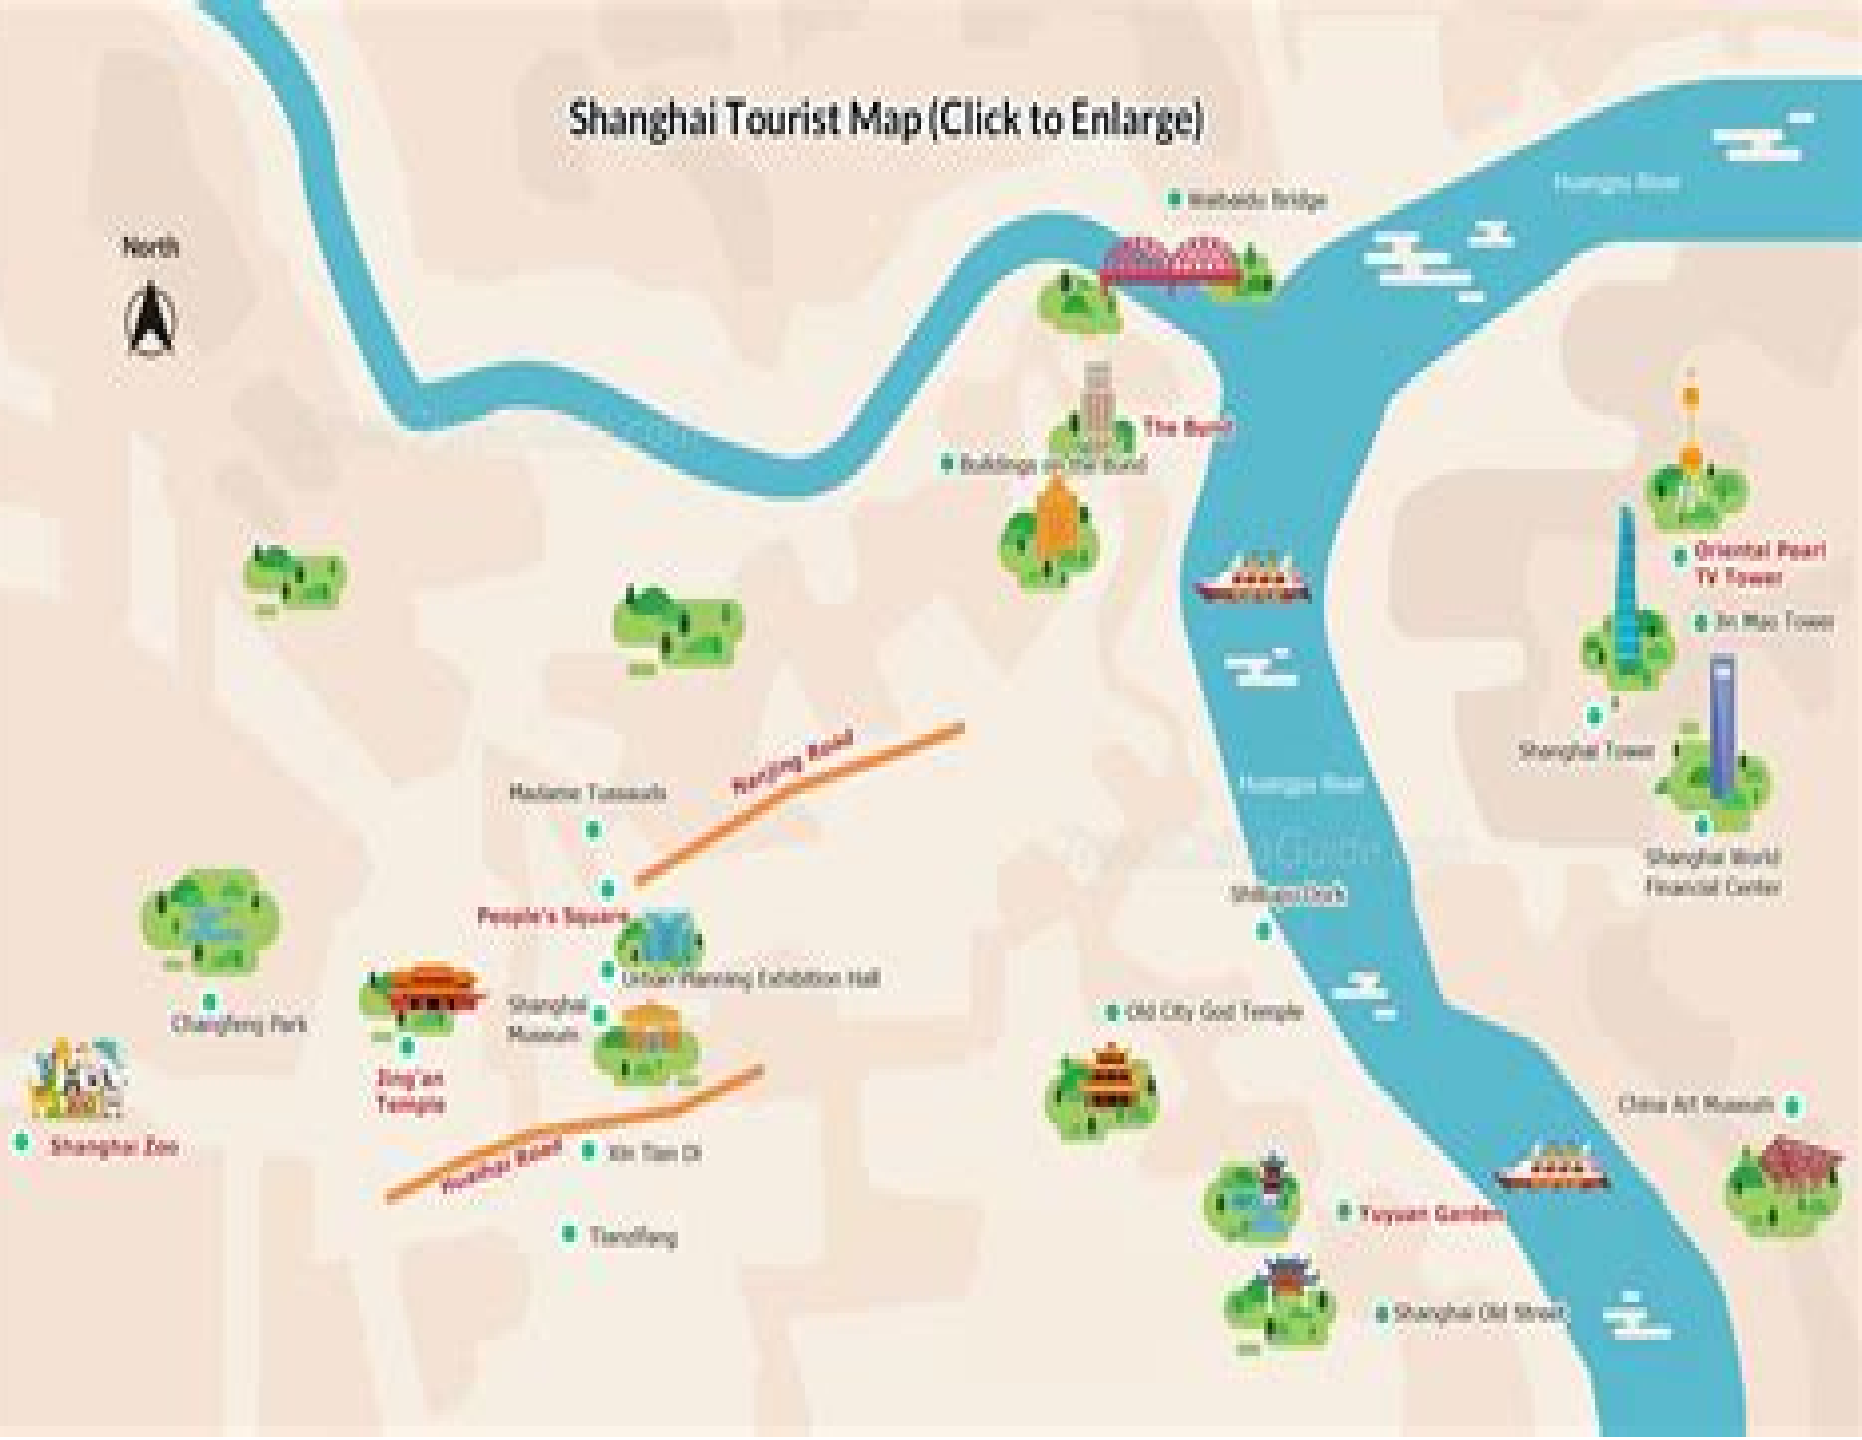 Shanghai Tourist Map (Click to Enlarge)
Huangpu River
Waibaidu Bridge
North
The Bund
Buildings on the Bund
Oriental Pearl
TV Tower
Jin Mao Tower
Nanjing Road
Shanghai Tower
Huangpu River
Madame Tussauds
Shanghai World
Financial Center
Shiliupu Dock
People's Square
Urban Planning Exhibition Hall
Shanghai
Museum
Old City God Temple
Changfeng Park
Jing'an
Temple
China Art Museum
Shanghai Zoo
Huaihai Road
Xin Tian Di
Yuyuan Garden
Tianzifang
Shanghai Old Street